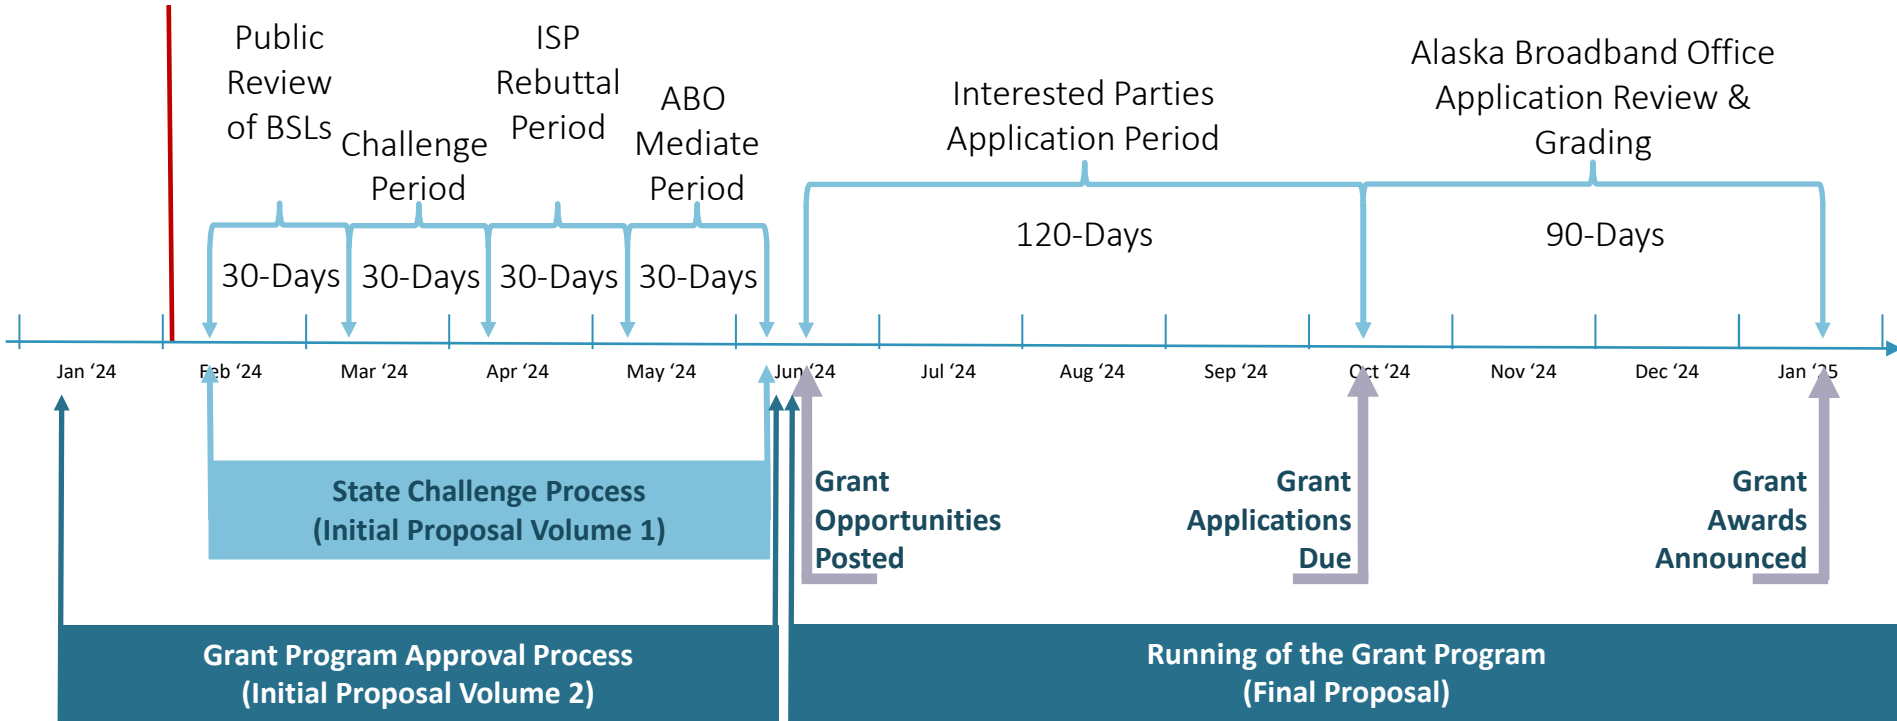 Public
Review
of BSLs
Challenge
Period
ISP
Rebuttal
Period
ABO
Mediate
Period
Interested Parties
Application Period
Alaska Broadband Office
Application Review &
Grading
30-Days
30-Days
30-Days
30-Days
120-Days
90-Days
Jan ‘24
Feb ‘24
Mar ‘24
Apr ‘24
May ‘24
Jun ‘24
Jul ‘24
Aug ‘24
Sep ‘24
Oct ‘24
Nov ‘24
Dec ‘24
Jan ‘25
State Challenge Process
(Initial Proposal Volume 1)
Grant
Opportunities
Posted
Grant
Applications
Due
Grant
Awards
Announced
Grant Program Approval Process
(Initial Proposal Volume 2)
Running of the Grant Program
(Final Proposal)